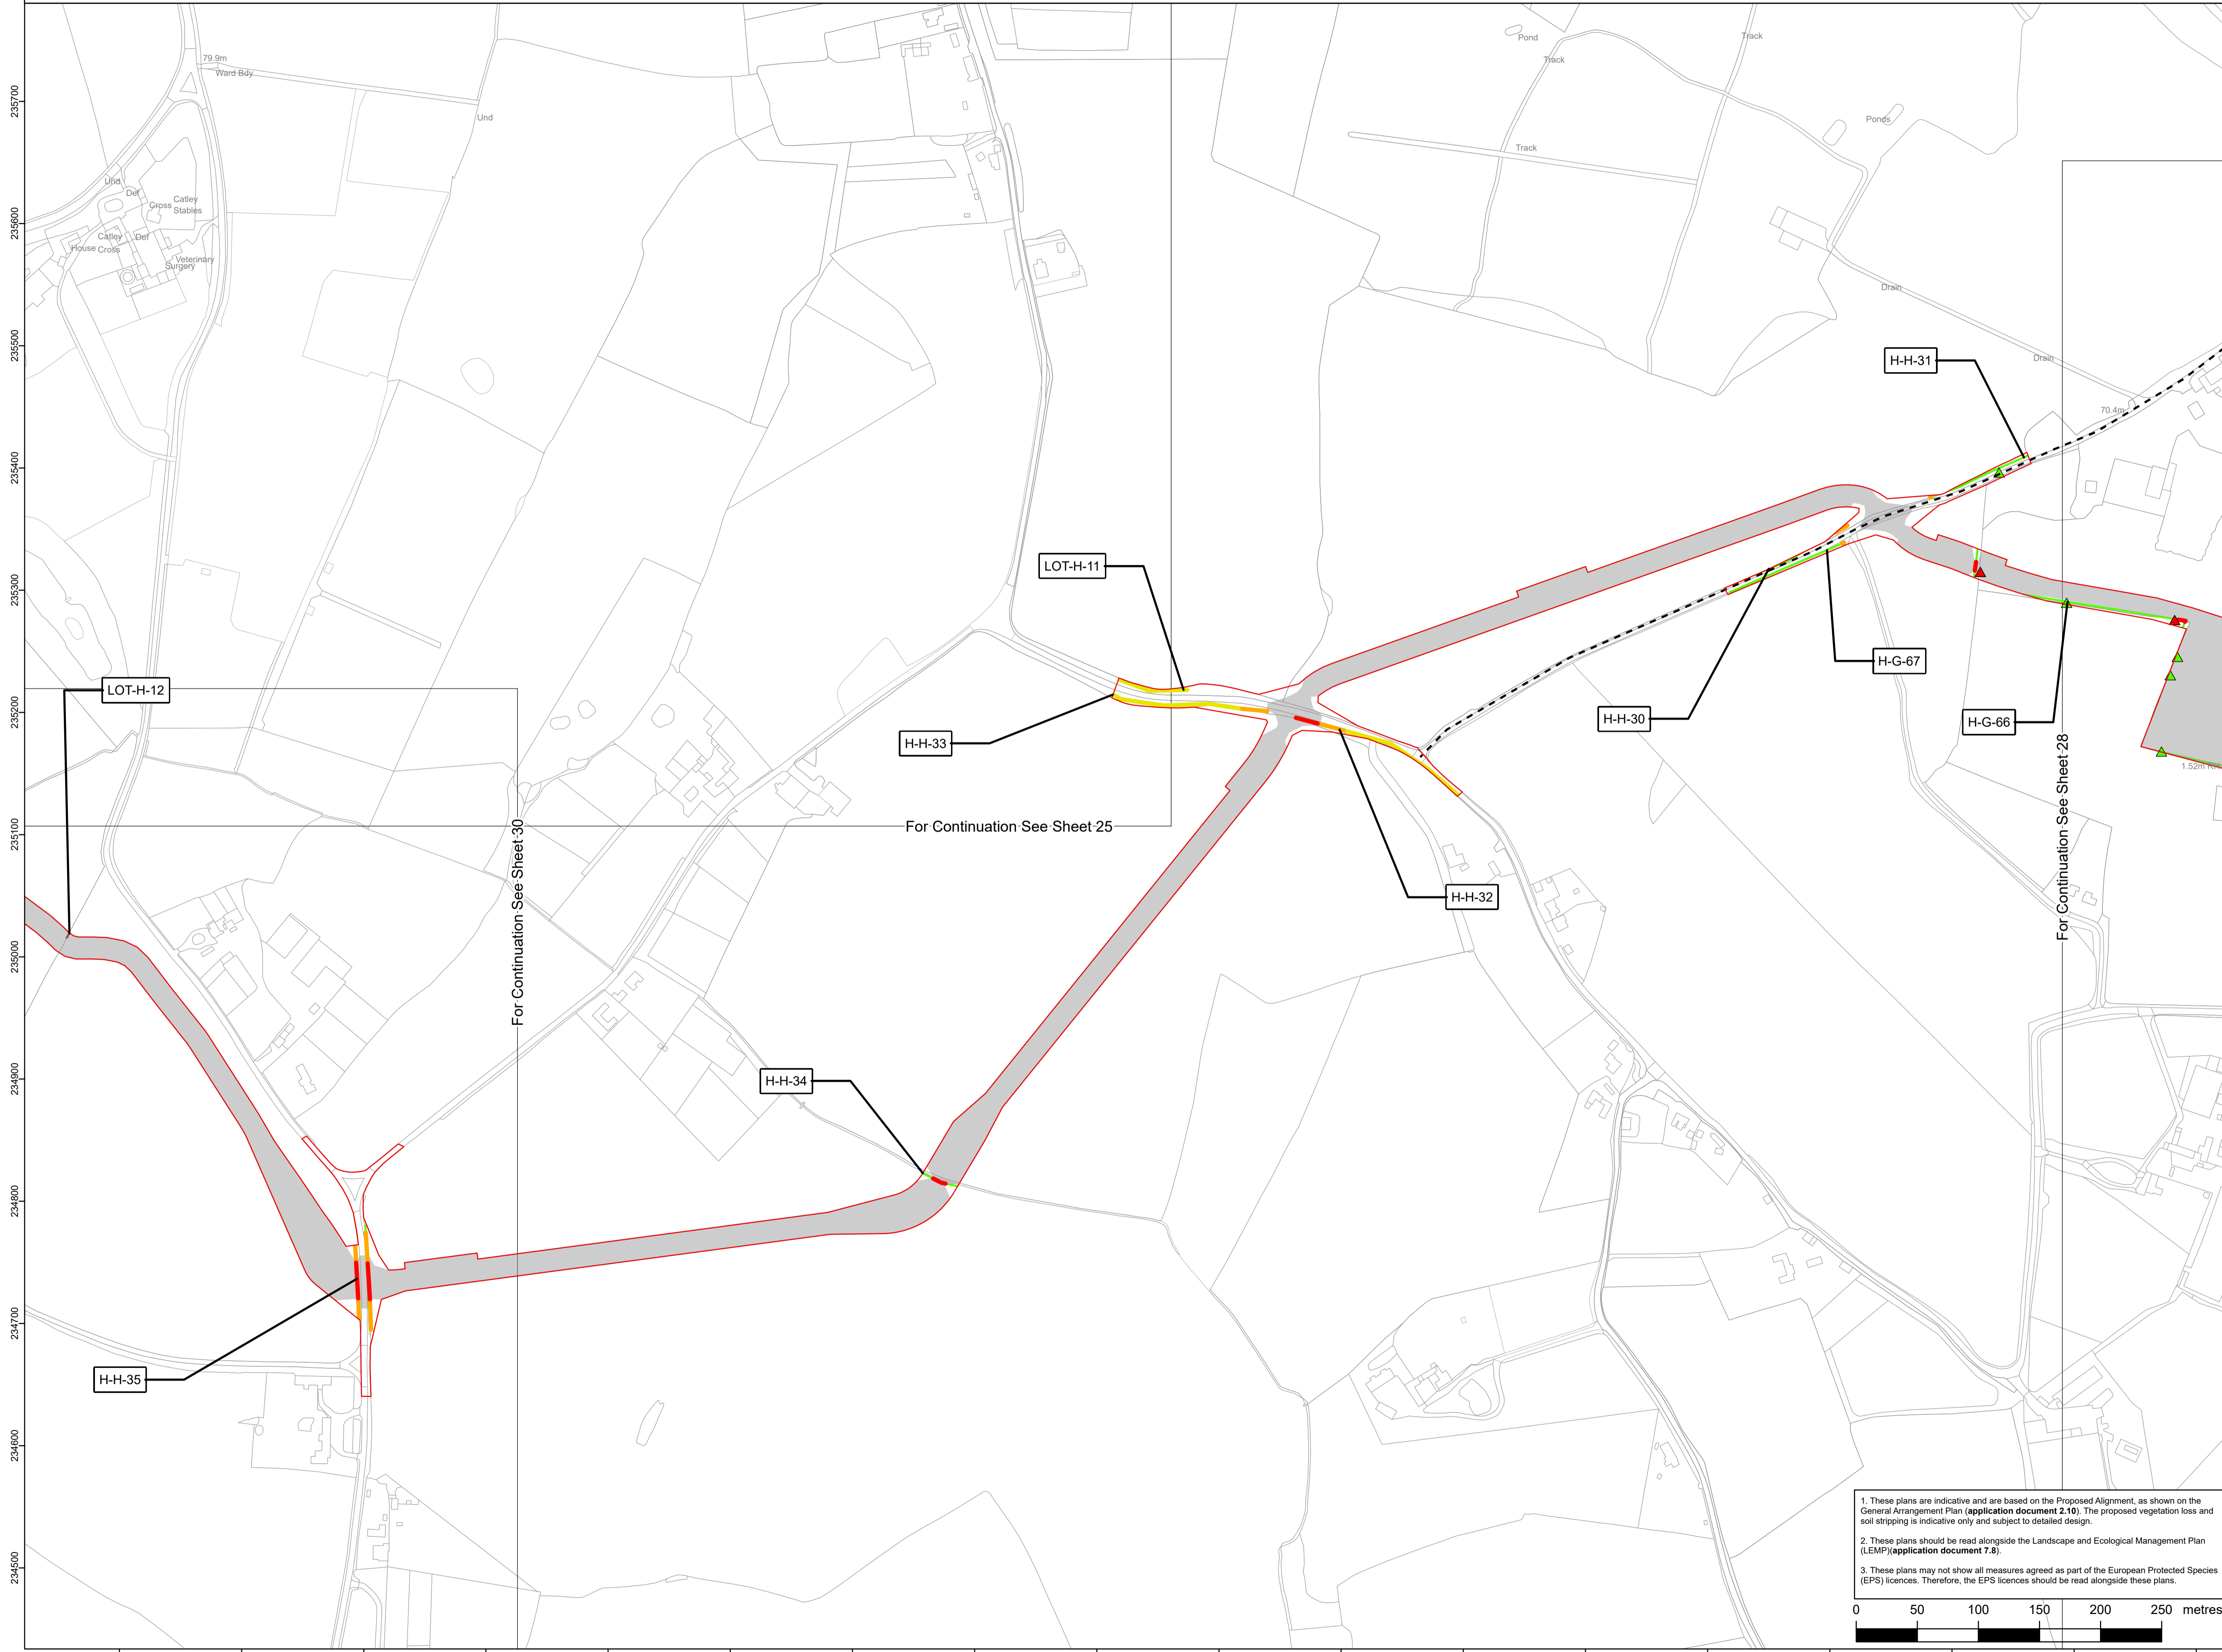 79.9m
Ward Bdy
Und
Pond
Track
Track
Track
Ponds
Und
Def
Cross
Catley
Stables
Catley
Def
House
Cross
Veterinary
Surgery
Drain
Drain
70.4m
H-H-31
LOT-H-11
H-G-67
LOT-H-12
H-H-30
H-G-66
H-H-33
1.52m
For Continuation See Sheet 28
For Continuation See Sheet 25
For Continuation See Sheet 30
H-H-32
H-H-34
H-H-35
235700
235600
235500
235400
235300
235200
235100
235000
234900
234800
234700
234600
234500
1. These plans are indicative and are based on the Proposed Alignment, as shown on the
General Arrangement Plan (application document 2.10). The proposed vegetation loss and
soil stripping is indicative only and subject to detailed design.
2. These plans should be read alongside the Landscape and Ecological Management Plan
(LEMP)(application document 7.8).
3. These plans may not show all measures agreed as part of the European Protected Species
(EPS) licences. Therefore, the EPS licences should be read alongside these plans.
0 50 100 150 200 250 metres